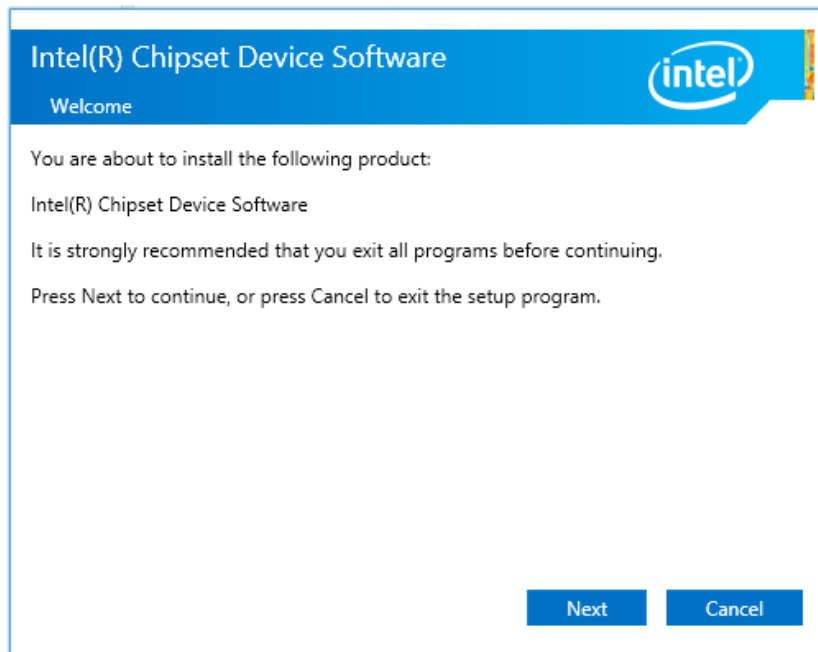 Intel(R) Chipset Device Software
intel
Welcome
You are about to install the following product:
Intel(R) Chipset Device Software
It is strongly recommended that you exit all programs before continuing.
Press Next to continue, or press Cancel to exit the setup program.
Next
Cancel